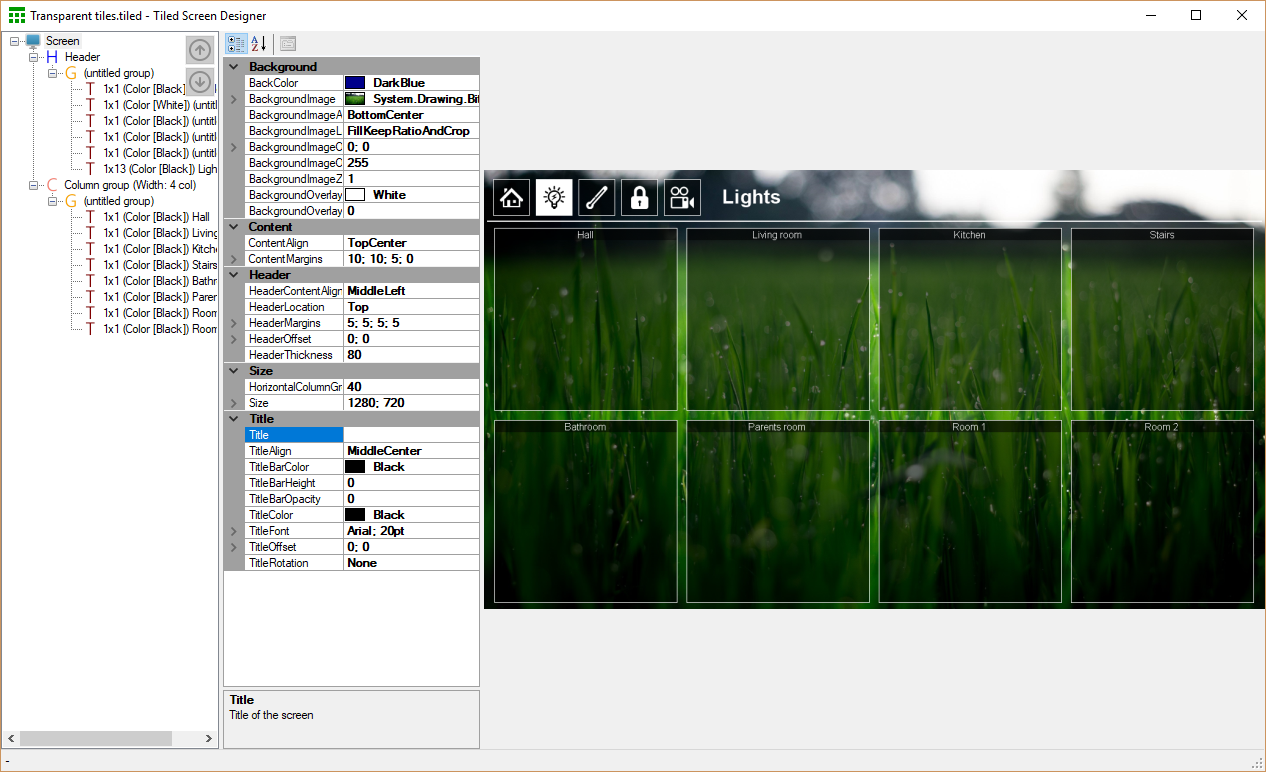 Transparent tiles.tiled - Tiled Screen Designer
Screen
H Header
G (untitled group)
T 1x1 (Color [Black]
T 1x1 (Color [White]) (untitl
T 1x1 (Color [Black]) (untitl
T 1x1 (Color [Black]) (untitl
T 1x1 (Color [Black]) (untitl
T 1x13 (Color [Black]) Ligh
C Column group (Width: 4 col)
G (untitled group)
T 1x1 (Color [Black]) Hall
T 1x1 (Color [Black]) Living
T 1x1 (Color [Black]) Kitche
T 1x1 (Color [Black]) Stairs
T 1x1 (Color [Black]) Bathr
T 1x1 (Color [Black]) Paren
T 1x1 (Color [Black]) Room
T 1x1 (Color [Black]) Room
A
Z
Background
BackColor DarkBlue
BackgroundImage System.Drawing.Bit
BackgroundImageA BottomCenter
BackgroundImageL FillKeepRatioAndCrop
BackgroundImageO 0; 0
BackgroundImageO 255
BackgroundImageZ 1
BackgroundOverlay White
BackgroundOverlay 0
Content
ContentAlign TopCenter
ContentMargins 10; 10; 5; 0
Header
HeaderContentAlign MiddleLeft
HeaderLocation Top
HeaderMargins 5; 5; 5; 5
HeaderOffset 0; 0
HeaderThickness 80
Size
HorizontalColumnGr 40
Size 1280; 720
Title
Title
TitleAlign MiddleCenter
TitleBarColor Black
TitleBarHeight 0
TitleBarOpacity 0
TitleColor Black
TitleFont Arial; 20pt
TitleOffset 0; 0
TitleRotation None
Title
Title of the screen
Lights
Hall
Living room
Kitchen
Stairs
Bathroom
Parents room
Room 1
Room 2
-